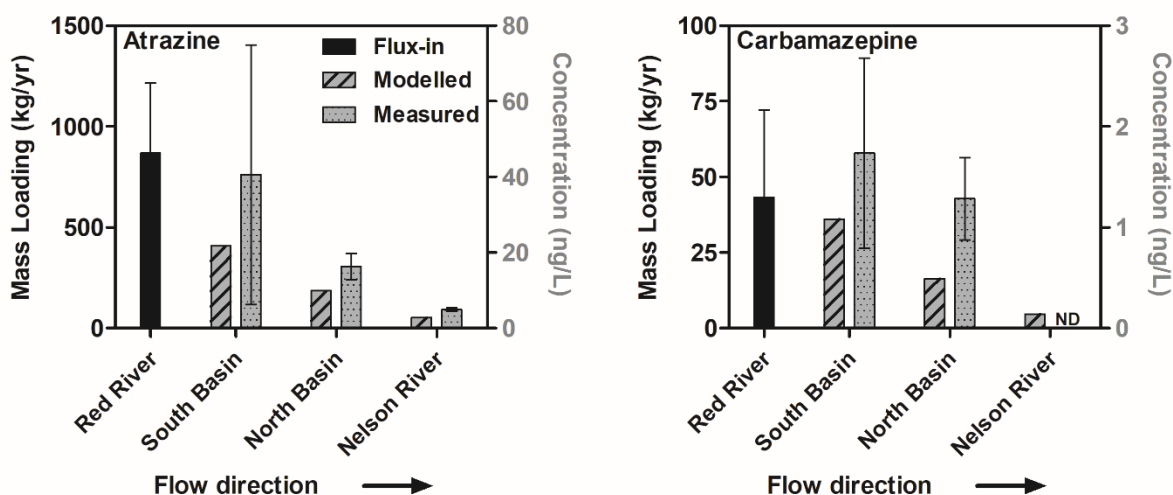 Atrazine
Flux-in
Modelled
Measured
Mass Loading (kg/yr)
1500
1000
500
0
80
60
40
20
0
Concentration (ng/L)
Red River
South Basin
North Basin
Nelson River
Flow direction
Carbamazepine
Mass Loading (kg/yr)
100
75
50
25
0
3
2
1
0
Concentration (ng/L)
ND
Red River
South Basin
North Basin
Nelson River
Flow direction